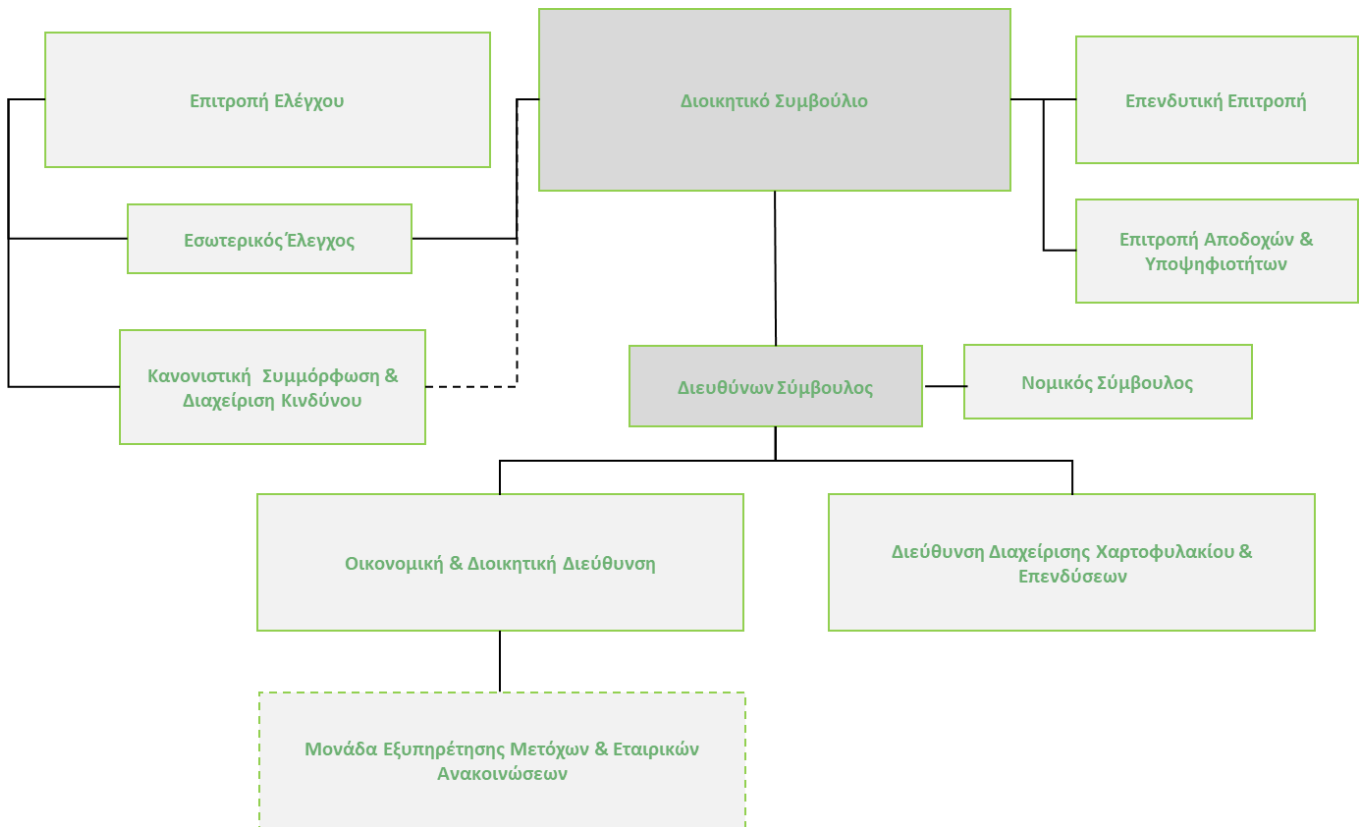 Επιτροπή Ελέγχου
Διοικητικό Συμβούλιο
Επενδυτική Επιτροπή
Εσωτερικός Έλεγχος
Επιτροπή Αποδοχών &
Υποψηφιοτήτων
Κανονιστική Συμμόρφωση &
Διαχείριση Κινδύνου
Διευθύνων Σύμβουλος
Νομικός Σύμβουλος
Οικονομική & Διοικητική Διεύθυνση
Διεύθυνση Διαχείρισης Χαρτοφυλακίου &
Επενδύσεων
Μονάδα Εξυπηρέτησης Μετόχων & Εταιρικών
Ανακοινώσεων